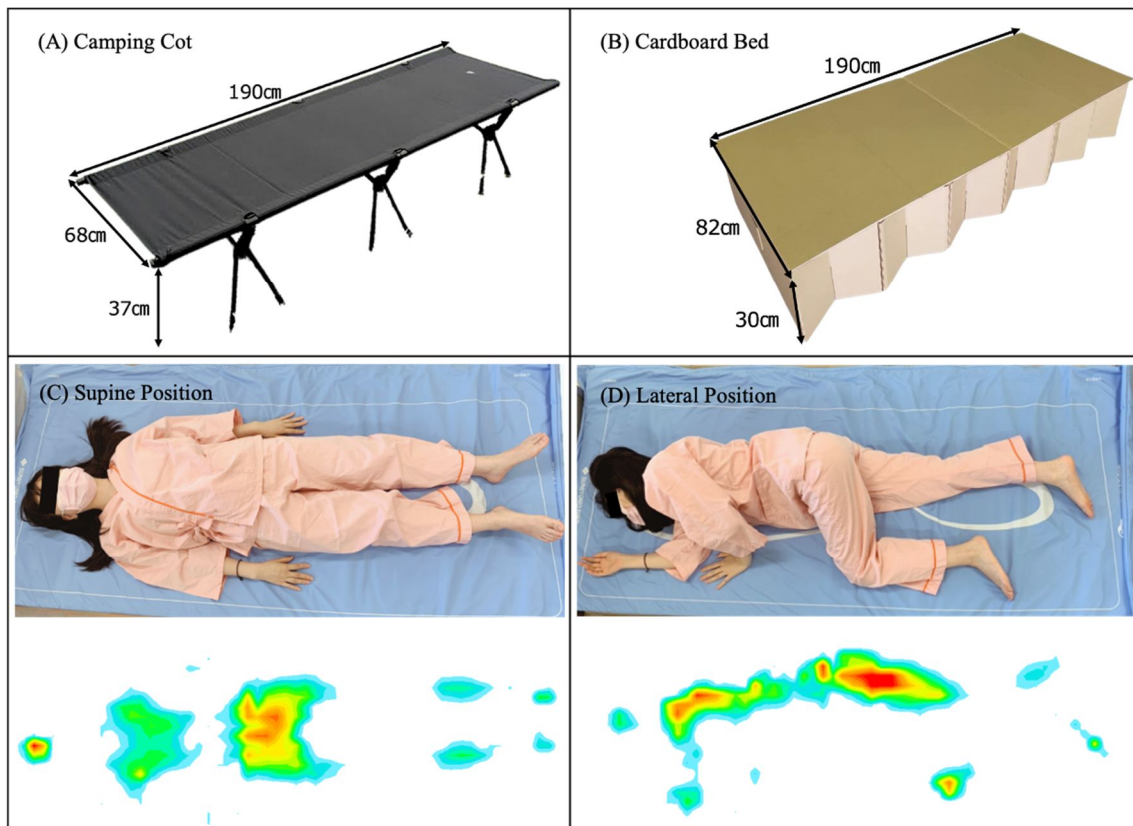 (A) Camping Cot
190㎝
68㎝
37㎝
(B) Cardboard Bed
190㎝
82㎝
30㎝
(C) Supine Position
(D) Lateral Position